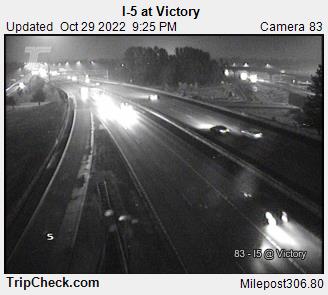 I-5 at Victory
Updated  Oct 29 2022  9:25 PM
Camera 83
S
83 - I5 @ Victory
TripCheck.com
Milepost306.80